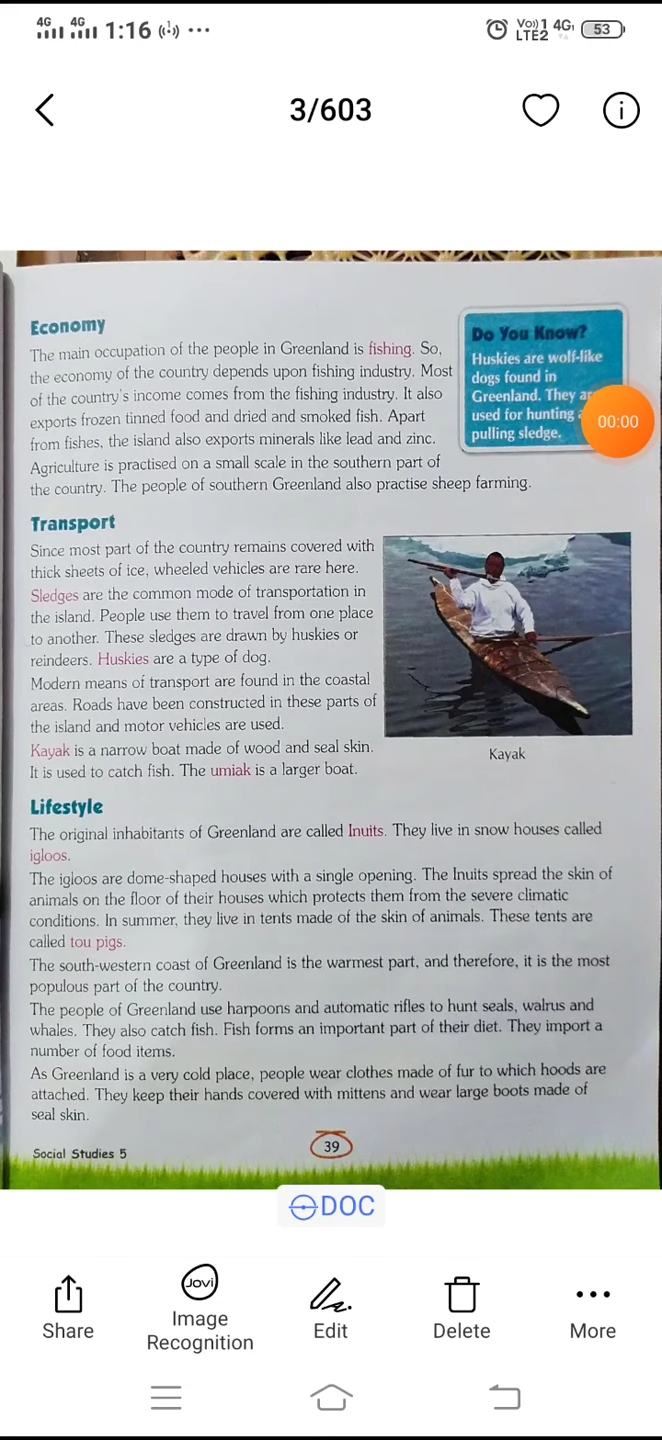 4G 4G 1:16 ...
Vo)) 1 4G
LTE2
53
3/603
Economy
The main occupation of the people in Greenland is fishing. So,
the economy of the country depends upon fishing industry. Most
of the country's income comes from the fishing industry. It also
exports frozen tinned food and dried and smoked fish. Apart
from fishes, the island also exports minerals like lead and zinc.
Agriculture is practised on a small scale in the southern part of
the country. The people of southern Greenland also practise sheep farming.
Do You Know?
Huskies are wolf-like
dogs found in
Greenland. They
used for hunting
pulling sledge.
00:00
Transport
Since most part of the country remains covered with
thick sheets of ice, wheeled vehicles are rare here.
Sledges are the common mode of transportation in
the island. People use them to travel from one place
to another. These sledges are drawn by huskies or
reindeers. Huskies are a type of dog.
Modern means of transport are found in the coastal
areas. Roads have been constructed in these parts of
the island and motor vehicles are used.
Kayak is a narrow boat made of wood and seal skin.
It is used to catch fish. The umiak is a larger boat.
Kayak
Lifestyle
The original inhabitants of Greenland are called Inuits. They live in snow houses called
igloos.
The igloos are dome-shaped houses with a single opening. The Inuits spread the skin of
animals on the floor of their houses which protects them from the severe climatic
conditions. In summer, they live in tents made of the skin of animals. These tents are
called tou pigs.
The south-western coast of Greenland is the warmest part, and therefore, it is the most
populous part of the country.
The people of Greenland use harpoons and automatic rifles to hunt seals, walrus and
whales. They also catch fish. Fish forms an important part of their diet. They import a
number of food items.
As Greenland is a very cold place, people wear clothes made of fur to which hoods are
attached. They keep their hands covered with mittens and wear large boots made of
seal skin.
Social Studies 5
39
DOC
Jovi
Share
Image
Recognition
Edit
Delete
More